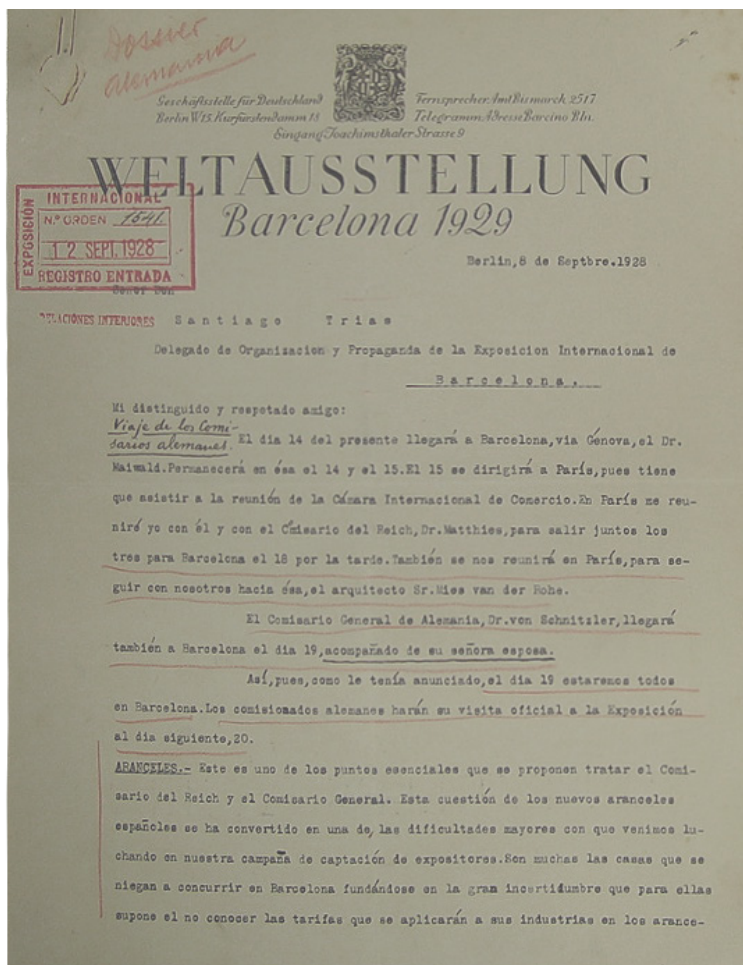 Dossier
alemania
Geschäftsstelle für Deutschland
Berlin W15. Kurfürstendamm 18
Fernsprecher: Amt Bismarck 2517
Telegramm-Adresse Barcino Bln.
Eingang: Joachimsthaler Strasse 9
WELTAUSSTELLUNG
Barcelona 1929
EXPOSICIÓN
INTERNACIONAL
N.º ORDEN 1541
12 SEPT. 1928
REGISTRO ENTRADA
Berlin, 8 de Septbre.1928
Señor Don
RELACIONES INTERIORES
Santiago Trias
Delegado de Organizacion y Propaganda de la Exposicion Internacional de
Barcelona.
Mi distinguido y respetado amigo:
Viaje de los Comi-
sarios alemanes.
El día 14 del presente llegará a Barcelona, via Génova, el Dr.
Maiwald. Permanecerá en ésa el 14 y el 15. El 15 se dirigirá a París, pues tiene
que asistir a la reunión de la Cámara Internacional de Comercio. En París me reu-
niré yo con él y con el Cmisario del Reich, Dr. Matthies, para salir juntos los
tres para Barcelona el 18 por la tarde. También se nos reunirá en París, para se-
guir con nosotros hacia ésa, el arquitecto Sr. Mies van der Rohe.
El Comisario General de Alemania, Dr. von Schnitzler, llegará
también a Barcelona el dia 19, acompañado de su señora esposa.
Así, pues, como le tenía anunciado, el dia 19 estaremos todos
en Barcelona. Los comisionados alemanes harán su visita oficial a la Exposición
al dia siguiente, 20.
ARANCELES.- Este es uno de los puntos esenciales que se proponen tratar el Comi-
sario del Reich y el Comisario General. Esta cuestión de los nuevos aranceles
españoles se ha convertido en una de, las dificultades mayores con que venimos lu-
chando en nuestra campaña de captación de expositores. Son muchas las casas que se
niegan a concurrir en Barcelona fundándose en la gran incertidumbre que para ellas
supone el no conocer las tarifas que se aplicarán a sus industrias en los arance-